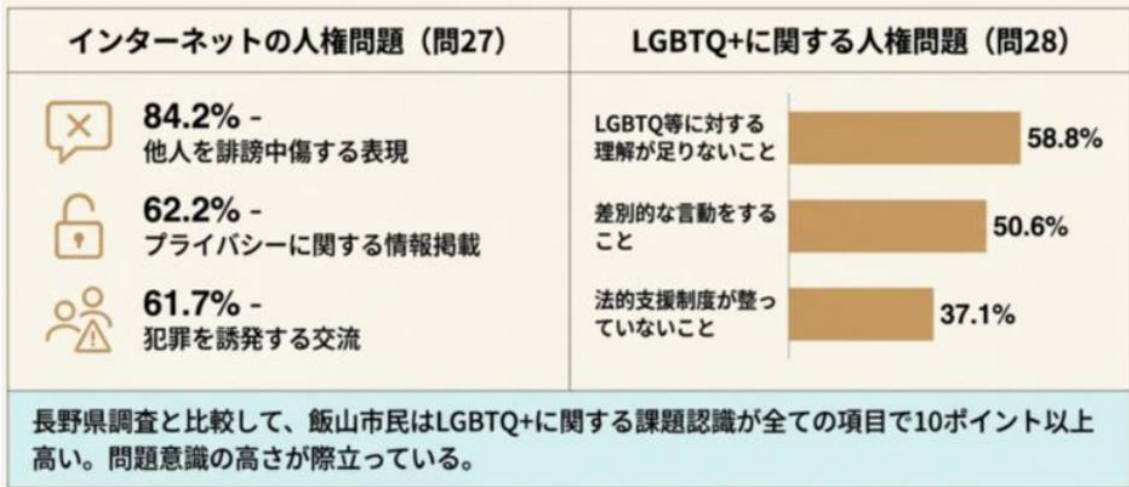 インターネットの人権問題（問27）
84.2% -
他人を誹謗中傷する表現
62.2% -
プライバシーに関する情報掲載
61.7% -
犯罪を誘発する交流
LGBTQ+に関する人権問題（問28）
LGBTQ等に対する
理解が足りないこと
58.8%
差別的な言動をする
こと
50.6%
法的支援制度が整っ
ていないこと
37.1%
長野県調査と比較して、飯山市民はLGBTQ+に関する課題認識が全ての項目で10ポイント以上
高い。問題意識の高さが際立っている。